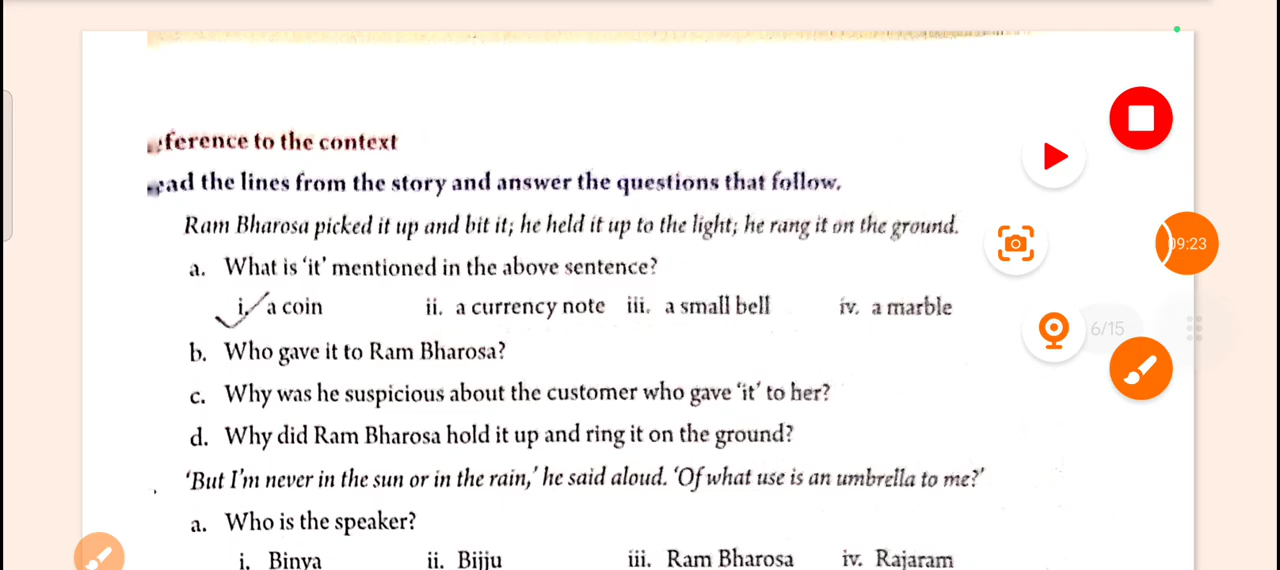 ference to the context
ad the lines from the story and answer the questions that follow.
Ram Bharosa picked it up and bit it; he held it up to the light; he rang it on the ground.
a. What is ‘it’ mentioned in the above sentence?
i. a coin ii. a currency note iii. a small bell iv. a marble
b. Who gave it to Ram Bharosa?
c. Why was he suspicious about the customer who gave ‘it’ to her?
d. Why did Ram Bharosa hold it up and ring it on the ground?
‘But I’m never in the sun or in the rain,’ he said aloud. ‘Of what use is an umbrella to me?’
a. Who is the speaker?
i. Binya ii. Bijju iii. Ram Bharosa iv. Rajaram
09:23
6/15